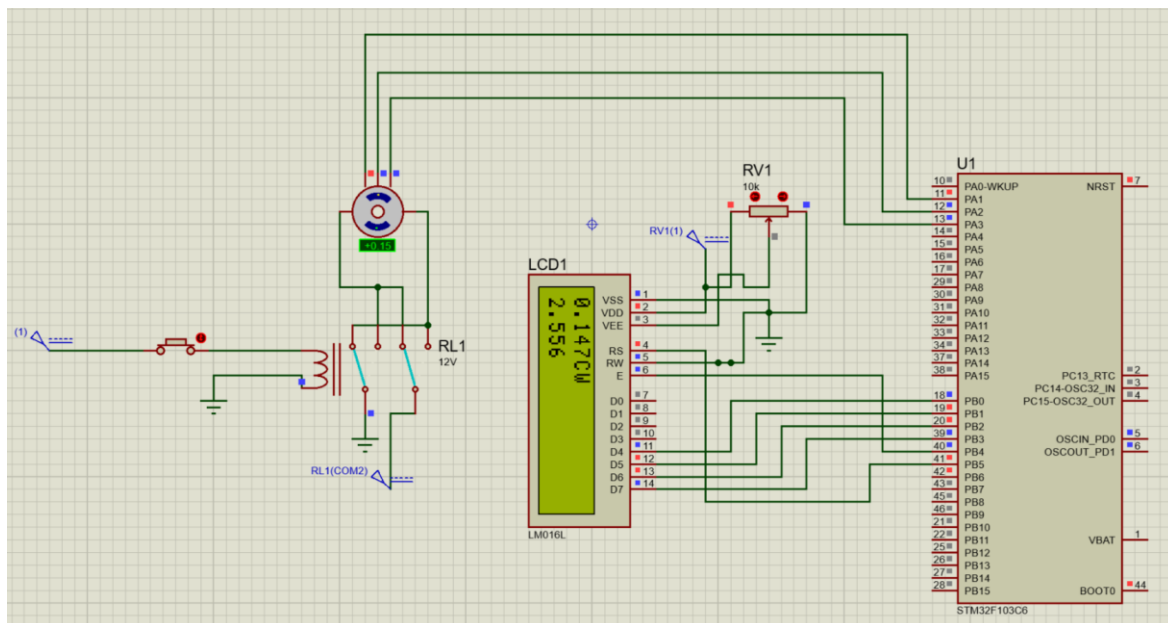 U1
STM32F103C6
10
PA0-WKUP
11
PA1
12
PA2
13
PA3
14
PA4
15
PA5
16
PA6
17
PA7
29
PA8
30
PA9
31
PA10
32
PA11
33
PA12
34
PA13
37
PA14
38
PA15
18
PB0
19
PB1
20
PB2
39
PB3
40
PB4
41
PB5
42
PB6
43
PB7
45
PB8
46
PB9
21
PB10
22
PB11
25
PB12
26
PB13
27
PB14
28
PB15
NRST
7
PC13_RTC
2
PC14-OSC32_IN
3
PC15-OSC32_OUT
4
OSCIN_PD0
5
OSCOUT_PD1
6
VBAT
1
BOOT0
44
RV1
10k
RV1(1)
LCD1
LM016L
0.147CW
2.556
VSS
1
VDD
2
VEE
3
RS
4
RW
5
E
6
D0
7
D1
8
D2
9
D3
10
D4
11
D5
12
D6
13
D7
14
+0.15
(1)
RL1
12V
RL1(COM2)